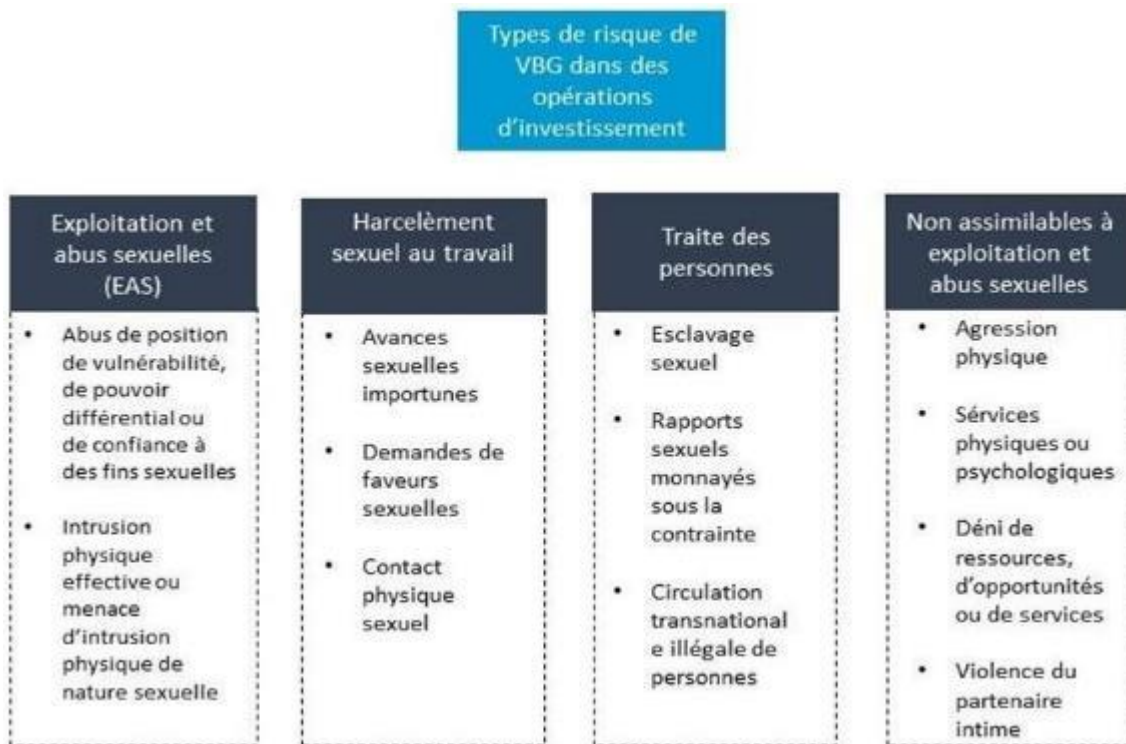 Types de risque de
VBG dans des
opérations
d'investissement
Exploitation et
abus sexuelles
(EAS)
• Abus de position
de vulnérabilité,
de pouvoir
différential ou
de confiance à
des fins sexuelles
• Intrusion
physique
effective ou
menace
d'intrusion
physique de
nature sexuelle
Harcelèment
sexuel au travail
• Avances
sexuelles
importunes
• Demandes de
faveurs
sexuelles
• Contact
physique
sexuel
Traite des
personnes
• Esclavage
sexuel
• Rapports
sexuels
monnayés
sous la
contrainte
• Circulation
transnational
e illégale de
personnes
Non assimilables à
exploitation et
abus sexuelles
• Agression
physique
• Sérvices
physiques ou
psychologiques
• Déni de
ressources,
d'opportunités
ou de services
• Violence du
partenaire
intime